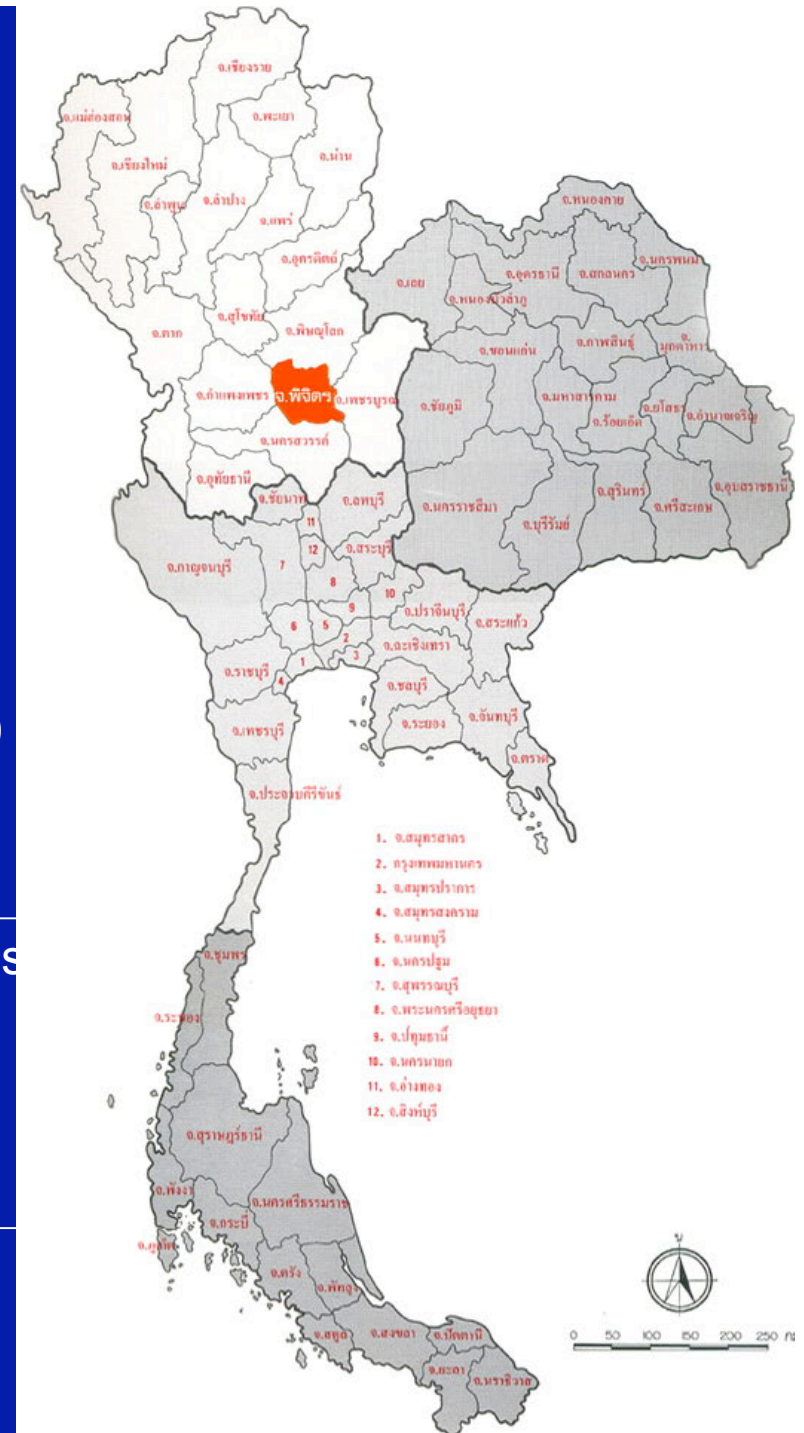 จ.เชียงราย
จ.แม่ฮ่องสอน
จ.พะเยา
จ.เชียงใหม่
จ.น่าน
จ.ลำพูน
จ.ลำปาง
จ.แพร่
จ.อุตรดิตถ์
จ.หนองคาย
จ.เลย
จ.อุดรธานี
จ.สกลนคร
จ.นครพนม
จ.หนองบัวลำภู
จ.ตาก
จ.สุโขทัย
จ.พิษณุโลก
จ.ขอนแก่น
จ.กาฬสินธุ์
จ.มุกดาหาร
จ.กำแพงเพชร
จ.พิจิตร
จ.เพชรบูรณ์
จ.ชัยภูมิ
จ.มหาสารคาม
จ.ร้อยเอ็ด
จ.ยโสธร
จ.อำนาจเจริญ
จ.นครสวรรค์
จ.อุทัยธานี
จ.ชัยนาท
จ.ลพบุรี
จ.นครราชสีมา
จ.บุรีรัมย์
จ.สุรินทร์
จ.ศรีสะเกษ
จ.อุบลราชธานี
11
12
จ.สระบุรี
จ.กาญจนบุรี
7
8
10
9
จ.ปราจีนบุรี
จ.สระแก้ว
6
5
2
จ.ฉะเชิงเทรา
จ.ราชบุรี
1
3
4
จ.ชลบุรี
จ.เพชรบุรี
จ.ระยอง
จ.จันทบุรี
)
จ.ตราด
จ.ประจวบคีรีขันธ์
1. จ.สมุทรสาคร
2 กรุงเทพมหานคร
3. จ.สมุทรปราการ
4. จ.สมุทรสงคราม
5. จ.นนทบุรี
6. จ.นครปฐม
7. จ.สุพรรณบุรี
8. จ.พระนครศรีอยุธยา
9. จ.ปทุมธานี
10. จ.นครนายก
11. จ.อ่างทอง
12. จ.สิงห์บุรี
จ.ชุมพร
จ.ระนอง
จ.สุราษฎร์ธานี
จ.พังงา
จ.นครศรีธรรมราช
จ.กระบี่
จ.ภูเก็ต
จ.ตรัง
จ.พัทลุง
จ.สตูล
จ.สงขลา
จ.ปัตตานี
จ.ยะลา
จ.นราธิวาส
น
0 50 100 150 200 250